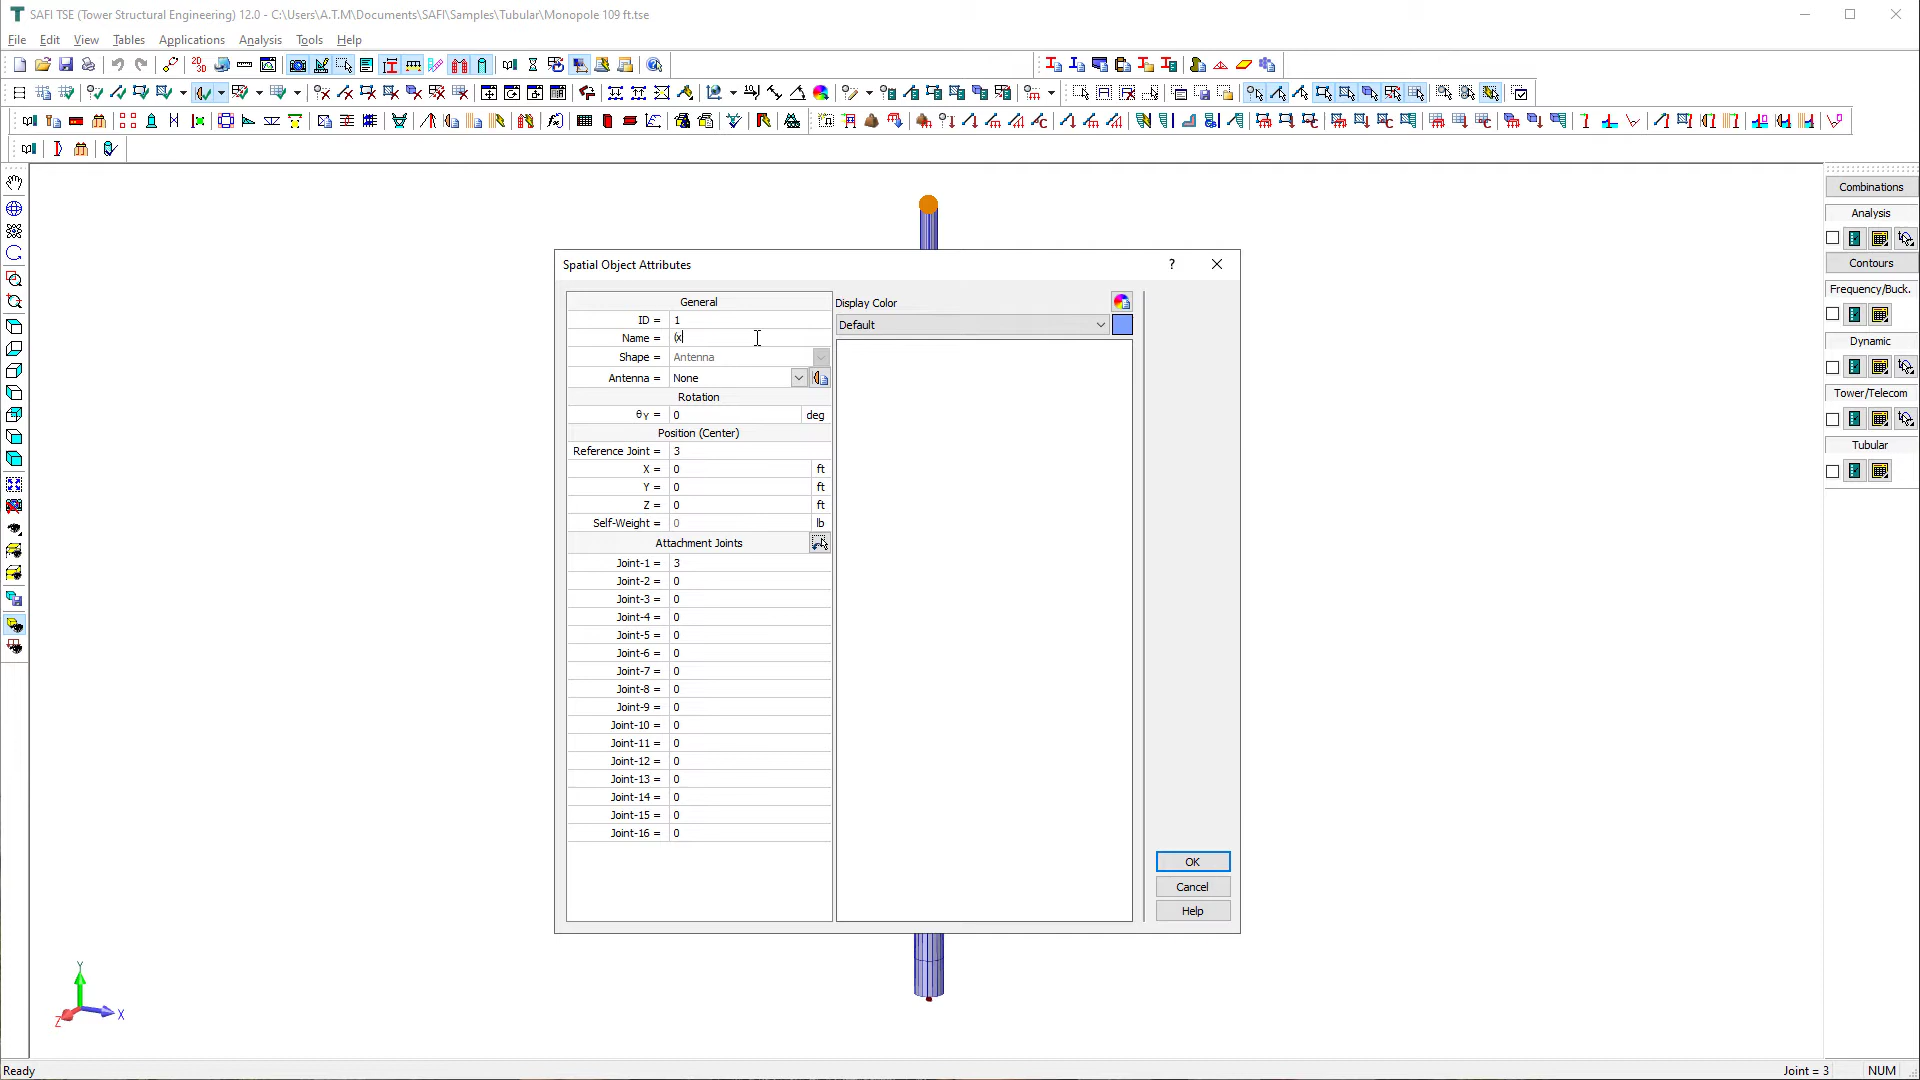 SAFI TSE (Tower Structural Engineering) 12.0 - C:\Users\A.T.M\Documents\SAFI\Samples\Tubular\Monopole 109 ft.tse
File Edit View Tables Applications Analysis Tools Help
Combinations
Analysis
Contours
Frequency/Buck.
Dynamic
Tower/Telecom
Tubular
Spatial Object Attributes ?
General
ID = 1
Name = (x
Shape = Antenna
Antenna = None
Rotation
θY = 0 deg
Position (Center)
Reference Joint = 3
X = 0 ft
Y = 0 ft
Z = 0 ft
Self-Weight = 0 lb
Attachment Joints
Joint-1 = 3
Joint-2 = 0
Joint-3 = 0
Joint-4 = 0
Joint-5 = 0
Joint-6 = 0
Joint-7 = 0
Joint-8 = 0
Joint-9 = 0
Joint-10 = 0
Joint-11 = 0
Joint-12 = 0
Joint-13 = 0
Joint-14 = 0
Joint-15 = 0
Joint-16 = 0
Display Color
Default
OK
Cancel
Help
Y
X
Z
Ready Joint = 3 NUM